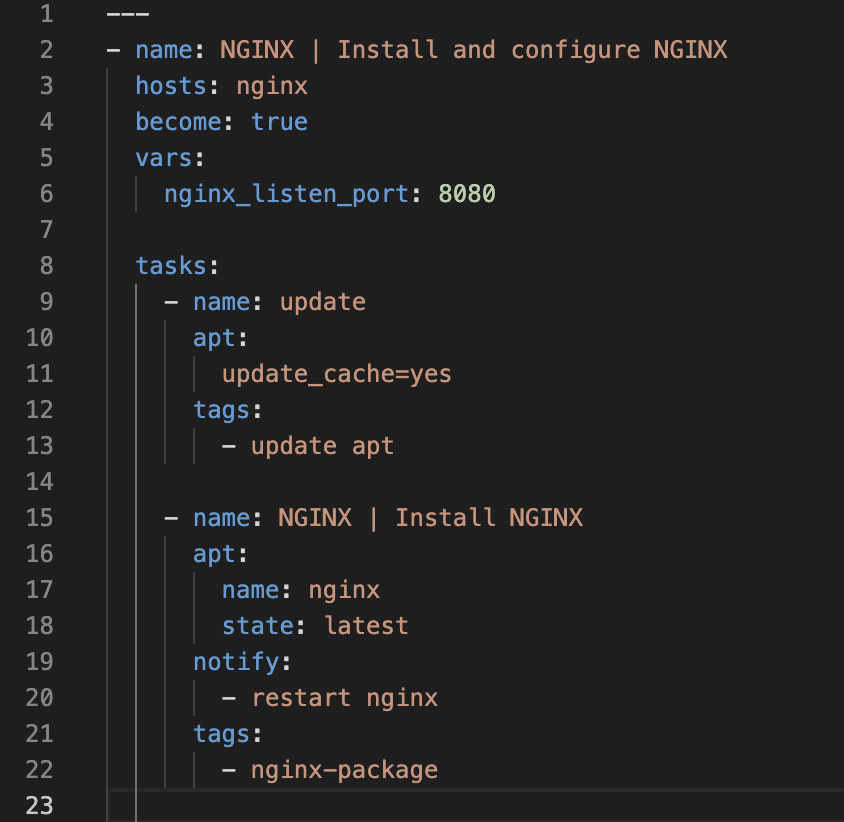 1 ---
2 - name: NGINX | Install and configure NGINX
3   hosts: nginx
4   become: true
5   vars:
6     nginx_listen_port: 8080
7
8   tasks:
9     - name: update
10       apt:
11         update_cache=yes
12       tags:
13         - update apt
14
15     - name: NGINX | Install NGINX
16       apt:
17         name: nginx
18         state: latest
19       notify:
20         - restart nginx
21       tags:
22         - nginx-package
23